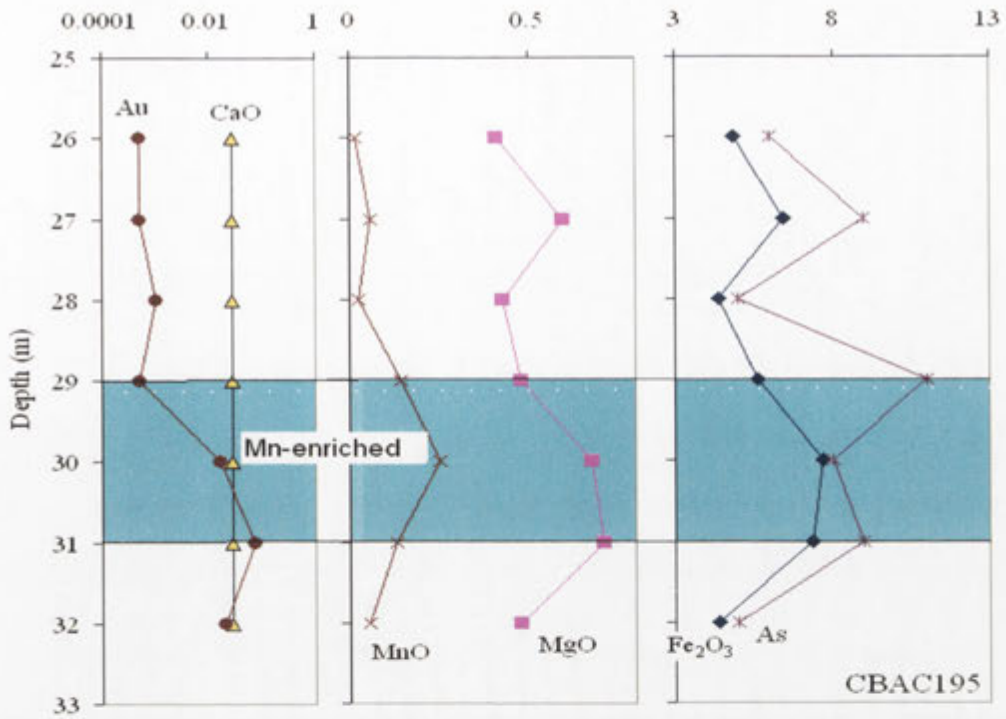 0.0001 0.01 1 0 0.5 3 8 13
25
Au CaO
26
27
28
Depth (m)
29
Mn-enriched
30
31
32
MnO MgO Fe₂O₃ As
CBAC195
33